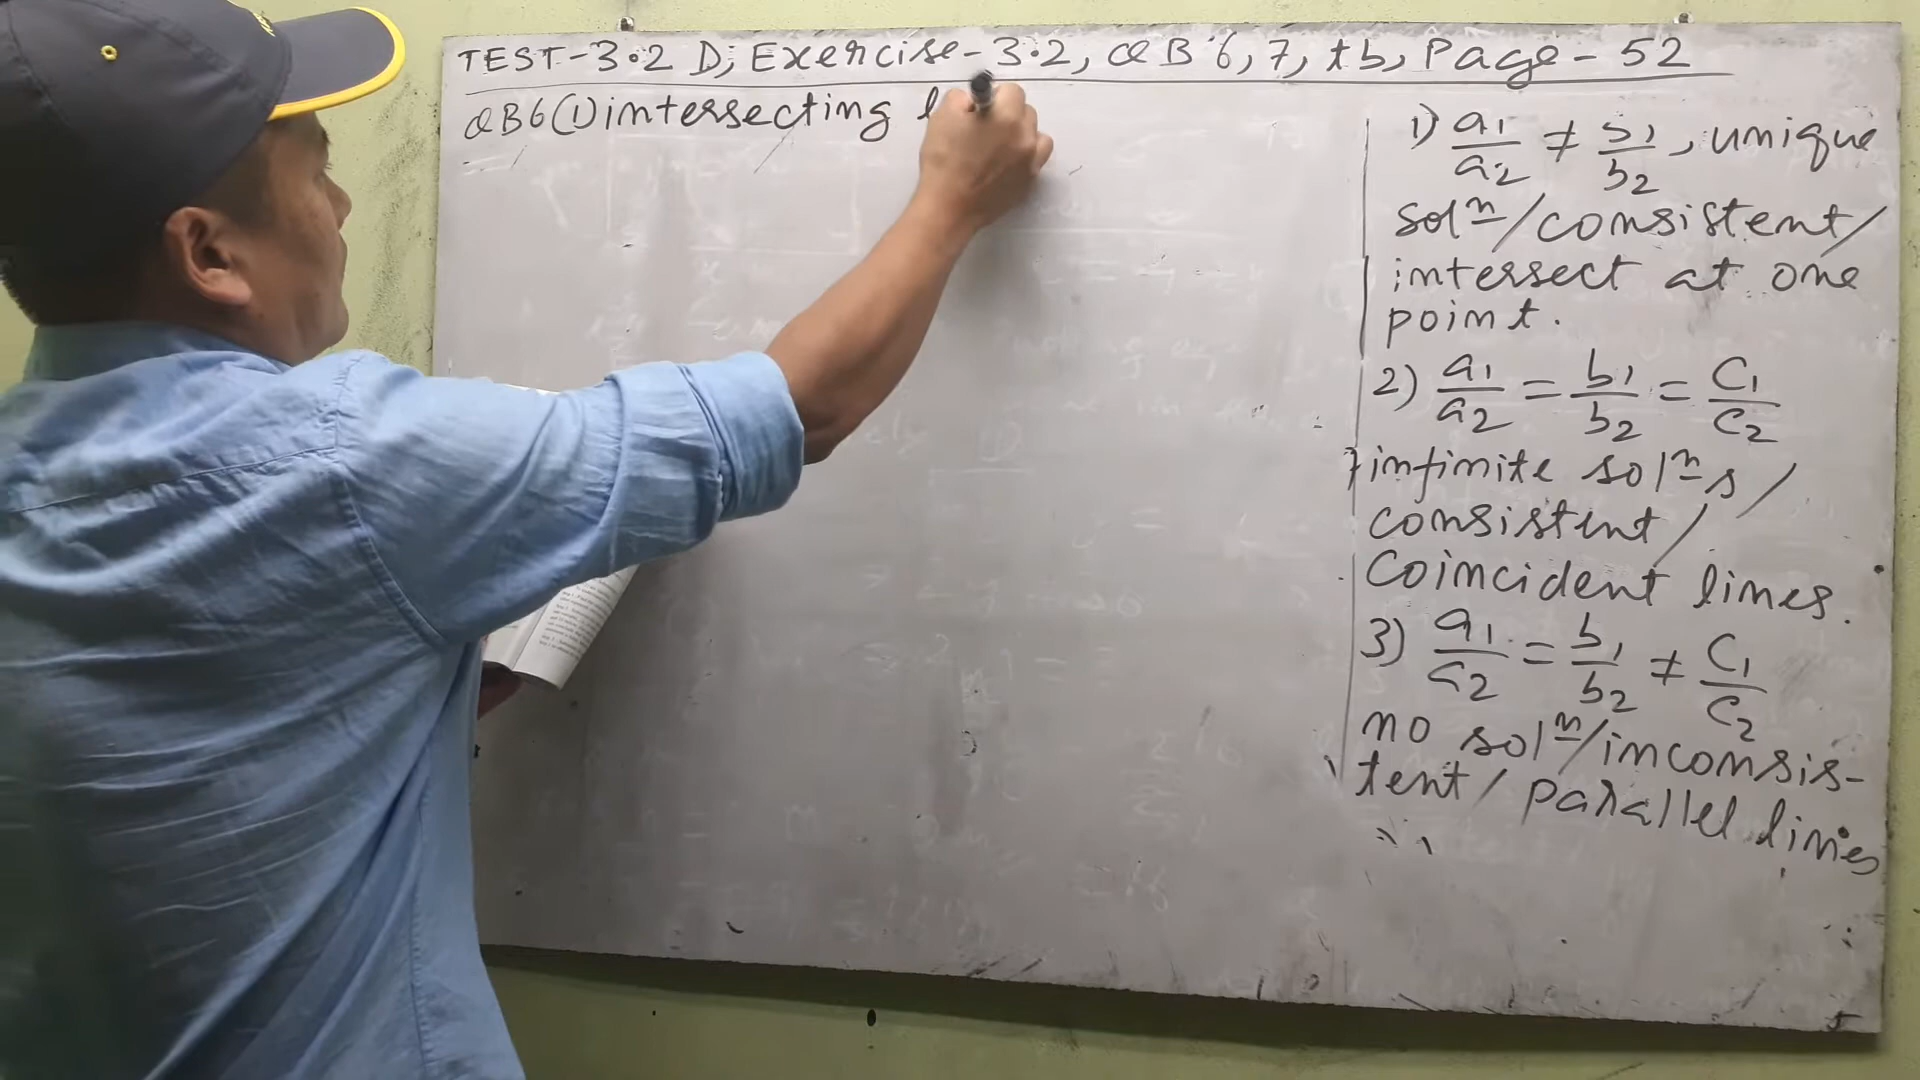 TEST-3.2 D; Exercise-3.2, QB 6, 7, tb, Page-52
QB6(1) intersecting l
1) a1/a2 ≠ b1/b2, unique
solⁿ/consistent/
intersect at one
point.
2) a1/a2 = b1/b2 = C1/C2
infinite solⁿs/
consistent/
Coincident lines.
3) a1/a2 = b1/b2 ≠ C1/C2
no solⁿ/inconsis-
tent/parallel lines